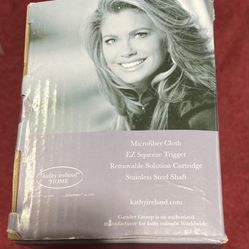 kathy ireland
HOME
Microfiber Cloth
EZ Squeeze Trigger
Removable Solution Cartridge
Stainless Steel Shaft
kathyireland.com
Gander Group is an authorized
manufacturer for kathy ireland® Worldwide